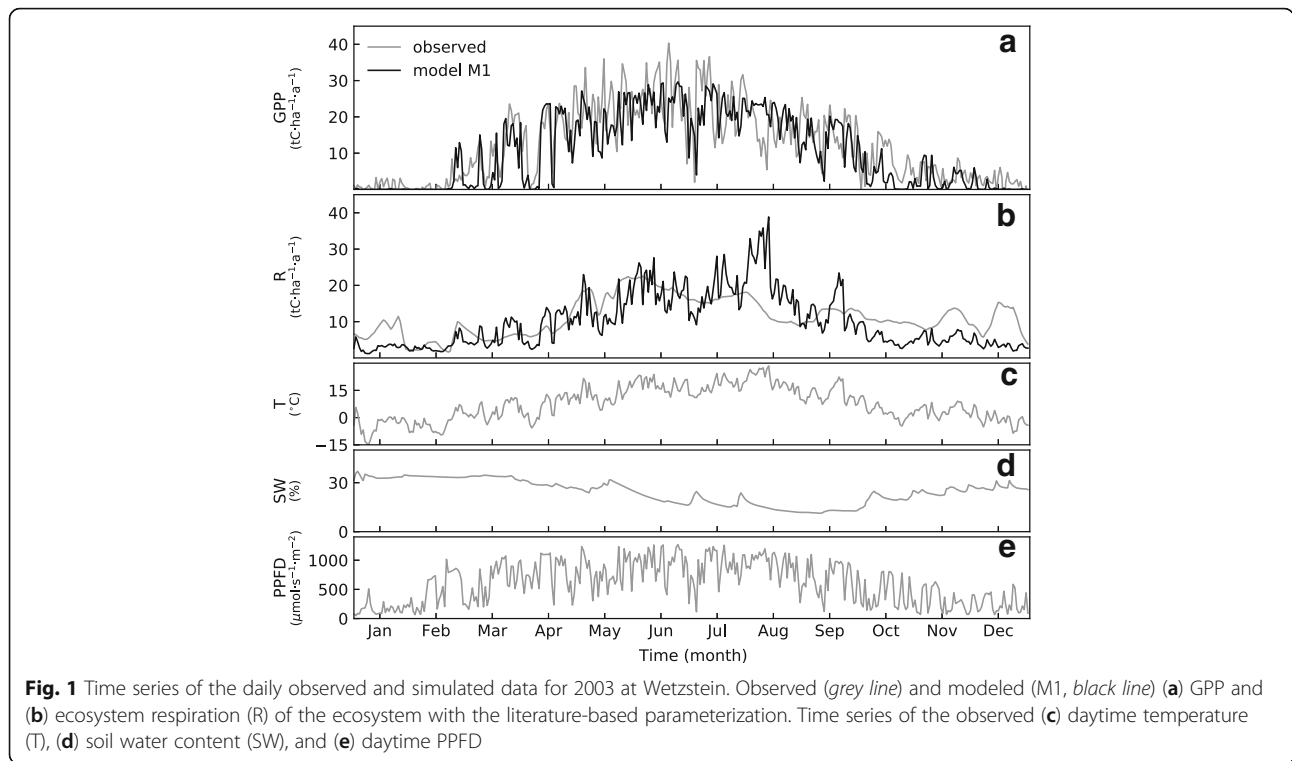 a
observed
model M1
40
30
20
10
GPP
(tC·ha⁻¹·a⁻¹)
b
40
30
20
10
R
(tC·ha⁻¹·a⁻¹)
c
15
0
−15
T
(°C)
d
30
0
SW
(%)
e
1000
500
0
PPFD
(μmol·s⁻¹·m⁻²)
Jan Feb Mar Apr May Jun Jul Aug Sep Oct Nov Dec
Time (month)
Fig. 1 Time series of the daily observed and simulated data for 2003 at Wetzstein. Observed (grey line) and modeled (M1, black line) (a) GPP and
(b) ecosystem respiration (R) of the ecosystem with the literature-based parameterization. Time series of the observed (c) daytime temperature
(T), (d) soil water content (SW), and (e) daytime PPFD